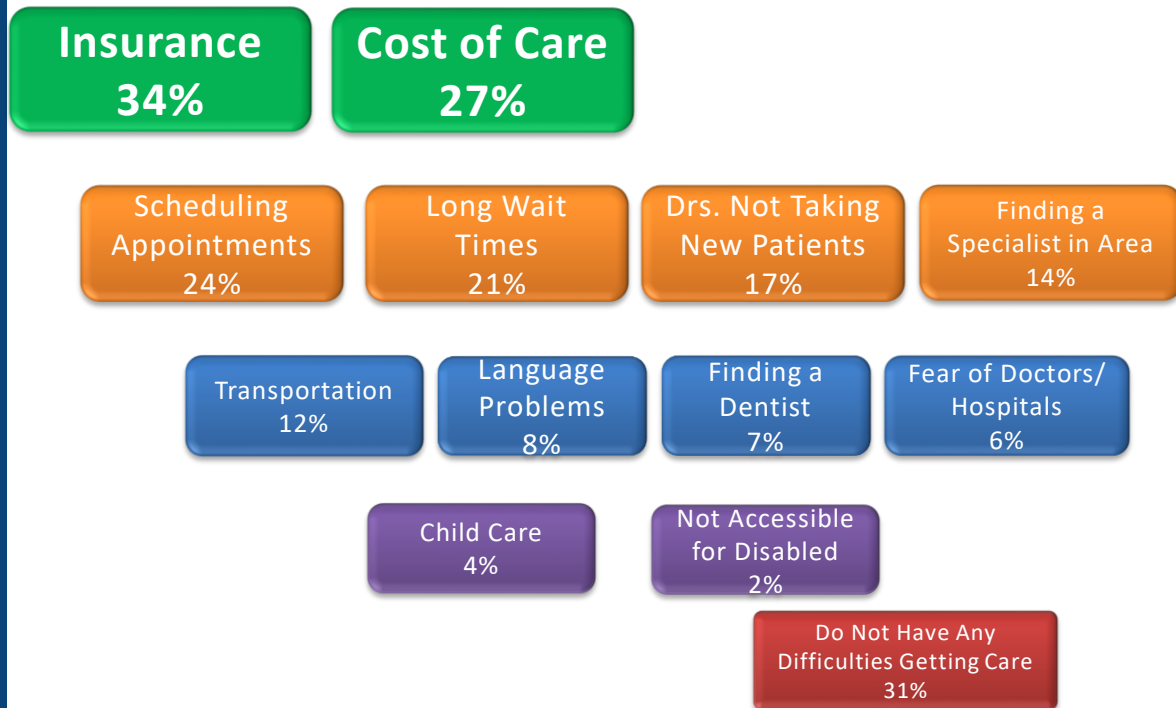 Insurance
34%
Cost of Care
27%
Scheduling
Appointments
24%
Long Wait
Times
21%
Drs. Not Taking
New Patients
17%
Finding a
Specialist in Area
14%
Transportation
12%
Language
Problems
8%
Finding a
Dentist
7%
Fear of Doctors/
Hospitals
6%
Child Care
4%
Not Accessible
for Disabled
2%
Do Not Have Any
Difficulties Getting Care
31%